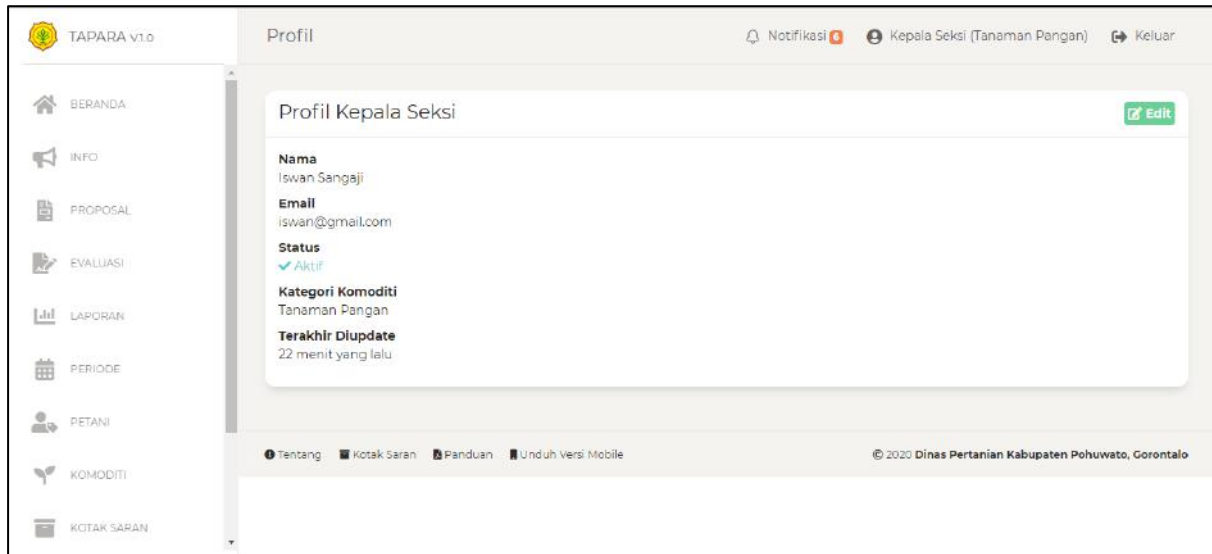 TAPARA V1.0
Profil
Notifikasi 6
Kepala Seksi (Tanaman Pangan)
Keluar
BERANDA
INFO
PROPOSAL
EVALUASI
LAPORAN
PERIODE
PETANI
KOMODITI
KOTAK SARAN
Profil Kepala Seksi
Edit
Nama
Iswan Sangaji
Email
iswan@gmail.com
Status
Aktif
Kategori Komoditi
Tanaman Pangan
Terakhir Diupdate
22 menit yang lalu
Tentang Kotak Saran Panduan Unduh Versi Mobile
© 2020 Dinas Pertanian Kabupaten Pohuwato, Gorontalo